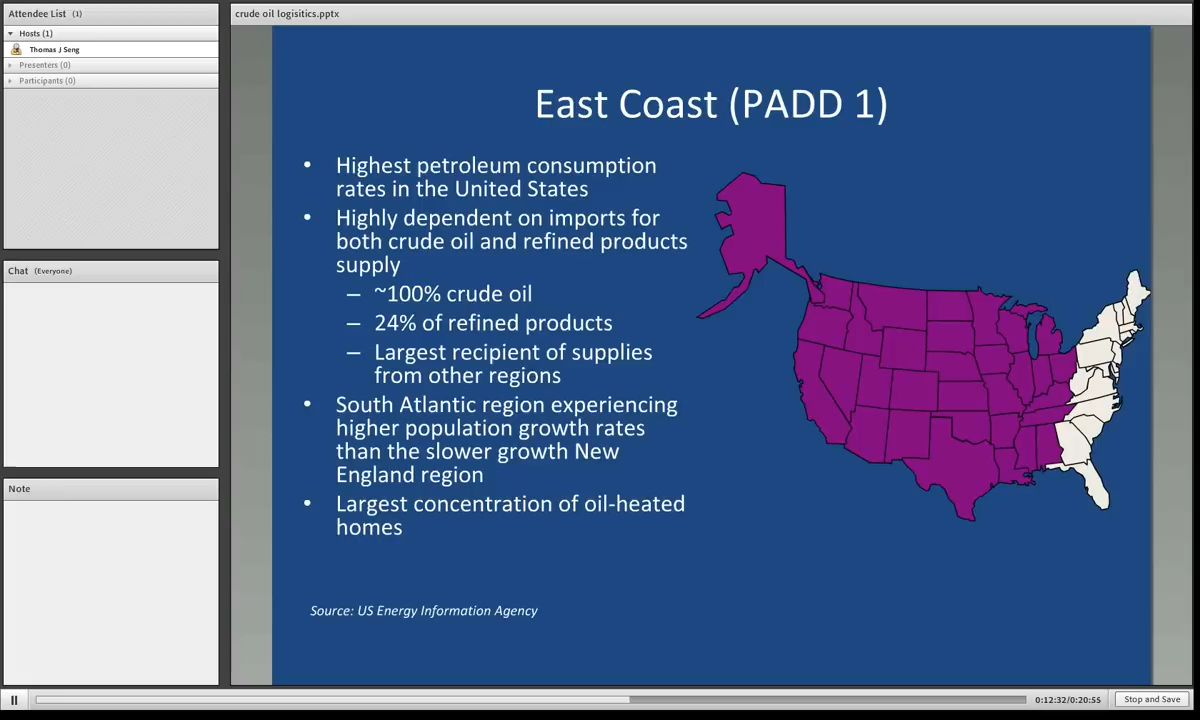 Attendee List (1)
Hosts (1)
Thomas J Seng
Presenters (0)
Participants (0)
Chat (Everyone)
Note
crude oil logisitics.pptx
East Coast (PADD 1)
• Highest petroleum consumption
rates in the United States
• Highly dependent on imports for
both crude oil and refined products
supply
– ~100% crude oil
– 24% of refined products
– Largest recipient of supplies
from other regions
• South Atlantic region experiencing
higher population growth rates
than the slower growth New
England region
• Largest concentration of oil-heated
homes
Source: US Energy Information Agency
0:12:32/0:20:55
Stop and Save